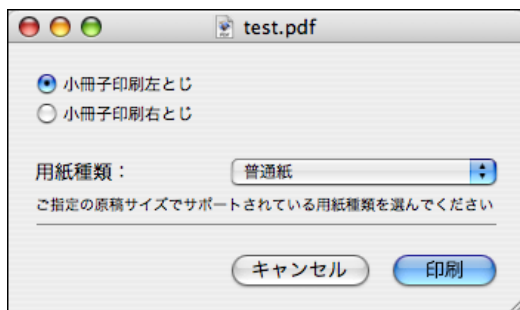 test.pdf
小冊子印刷左とじ
小冊子印刷右とじ
用紙種類： 普通紙
ご指定の原稿サイズでサポートされている用紙種類を選んでください
キャンセル 印刷